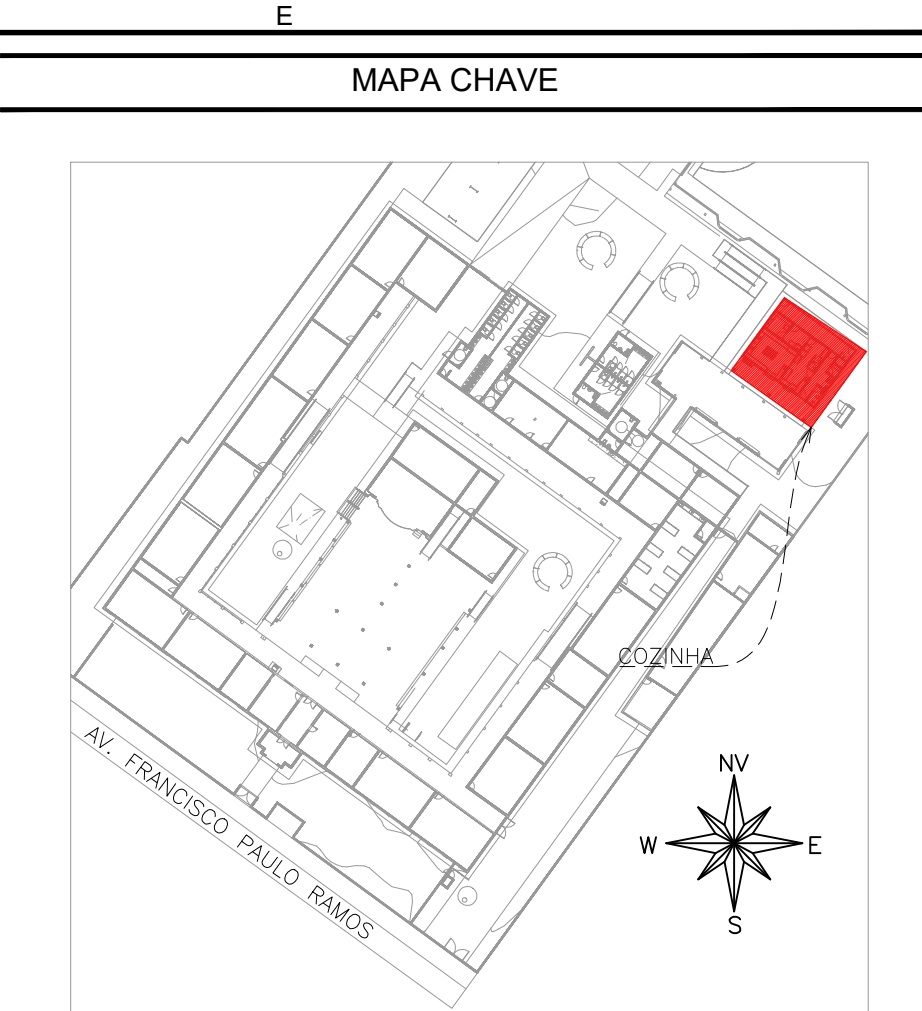 E
MAPA CHAVE
COZINHA
AV. FRANCISCO PAULO RAMOS
NV
W E
S